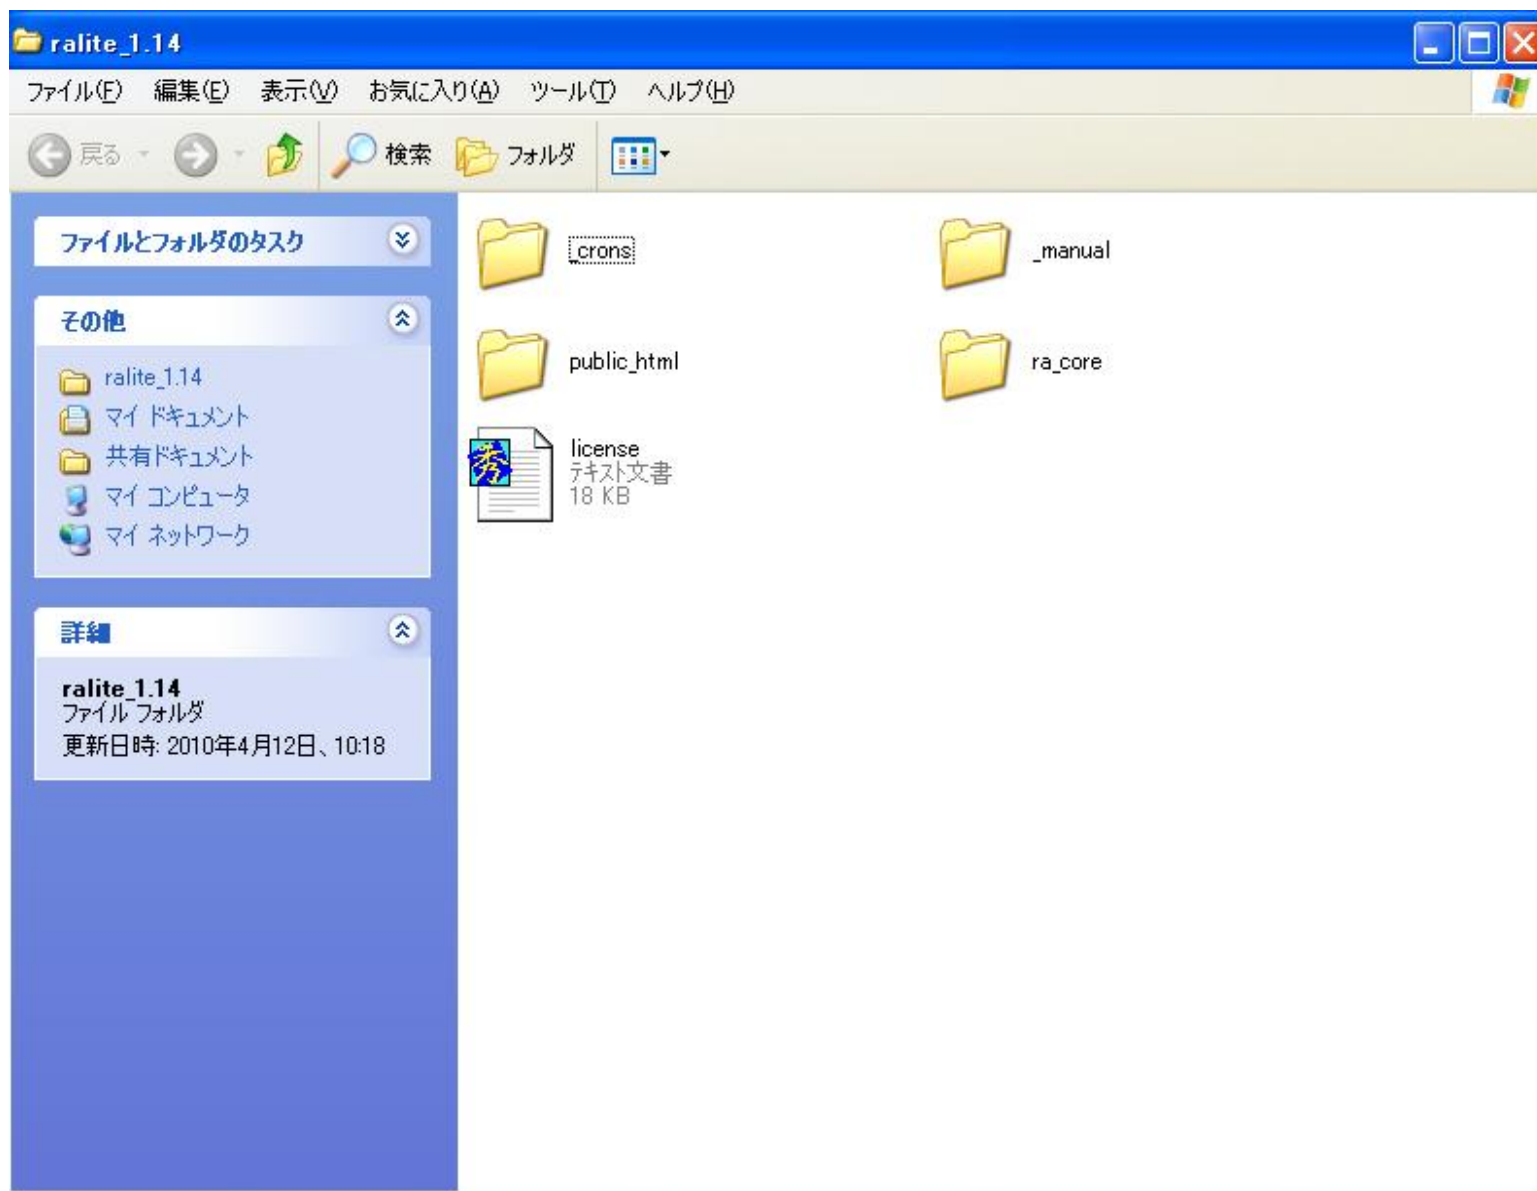 ralite_1.14
ファイル(F) 編集(E) 表示(V) お気に入り(A) ツール(T) ヘルプ(H)
戻る 検索 フォルダ
ファイルとフォルダのタスク
その他
ralite_1.14
マイ ドキュメント
共有ドキュメント
マイ コンピュータ
マイ ネットワーク
詳細
ralite_1.14
ファイル フォルダ
更新日時: 2010年4月12日、10:18
_crons
_manual
public_html
ra_core
秀
license
テキスト文書
18 KB